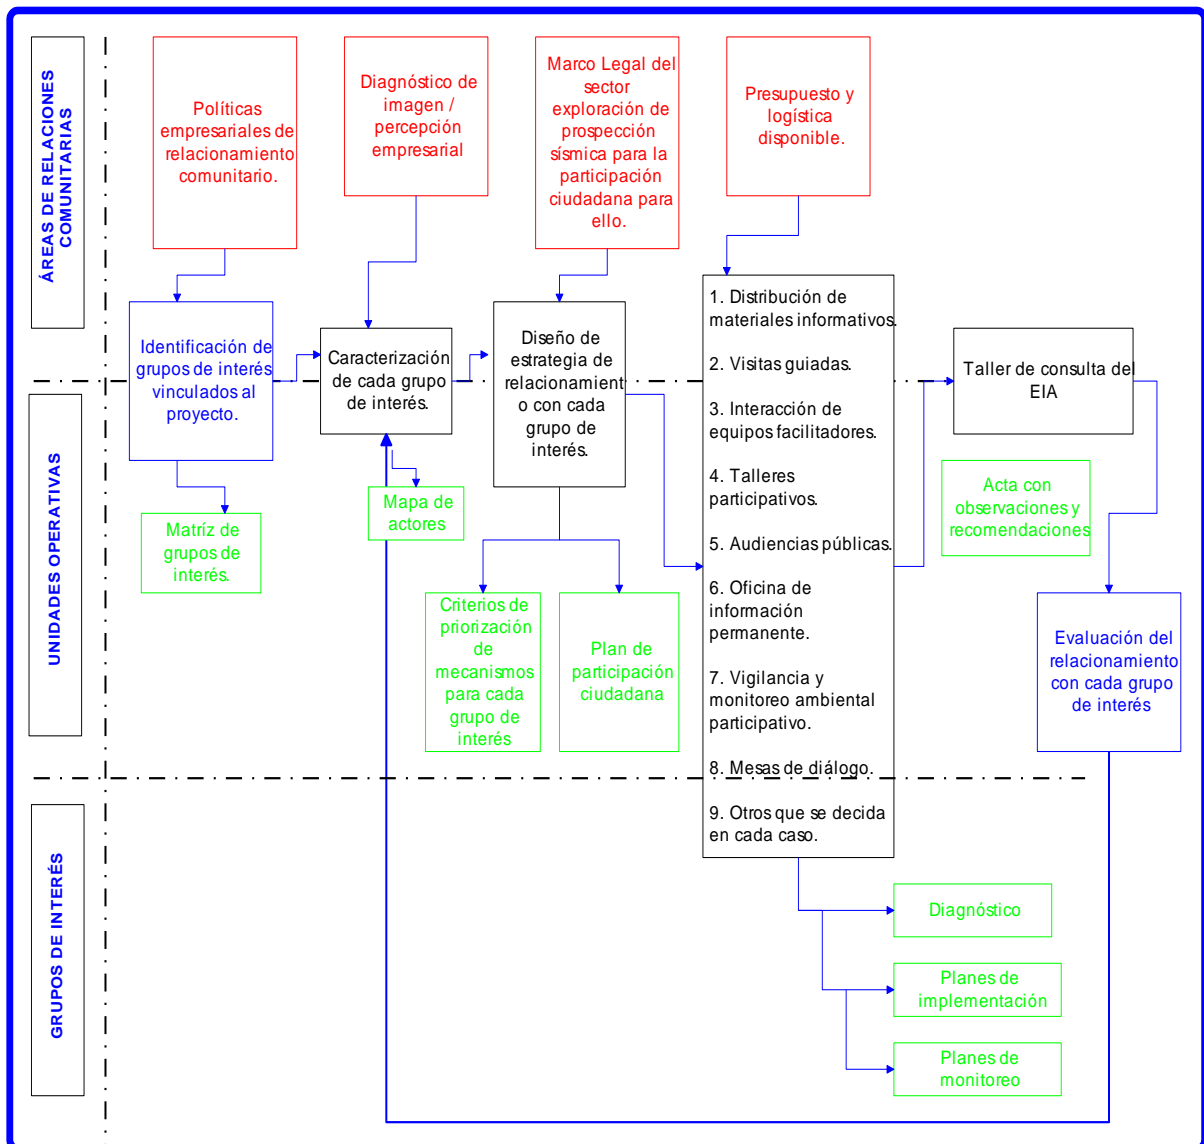 ÁREAS DE RELACIONES
COMUNITARIAS
Políticas
empresariales de
relacionamiento
comunitario.
Diagnóstico de
imagen /
percepción
empresarial
Marco Legal del
sector
exploración de
prospección
sísmica para la
participación
ciudadana para
ello.
Presupuesto y
logística
disponible.
Identificación de
grupos de interés
vinculados al
proyecto.
Caracterización
de cada grupo
de interés.
Diseño de
estrategia de
relacionamient
o con cada
grupo de
interés.
1. Distribución de
materiales informativos.
2. Visitas guiadas.
3. Interacción de
equipos facilitadores.
4. Talleres
participativos.
5. Audiencias públicas.
6. Oficina de
información
permanente.
7. Vigilancia y
monitoreo ambiental
participativo.
8. Mesas de diálogo.
9. Otros que se decida
en cada caso.
Taller de consulta del
EIA
UNIDADES OPERATIVAS
Matríz de
grupos de
interés.
Mapa de
actores
Criterios de
priorización
de
mecanismos
para cada
grupo de
interés
Plan de
participación
ciudadana
Acta con
observaciones y
recomendaciones
Evaluación del
relacionamiento
con cada grupo
de interés
GRUPOS DE INTERÉS
Diagnóstico
Planes de
implementación
Planes de
monitoreo